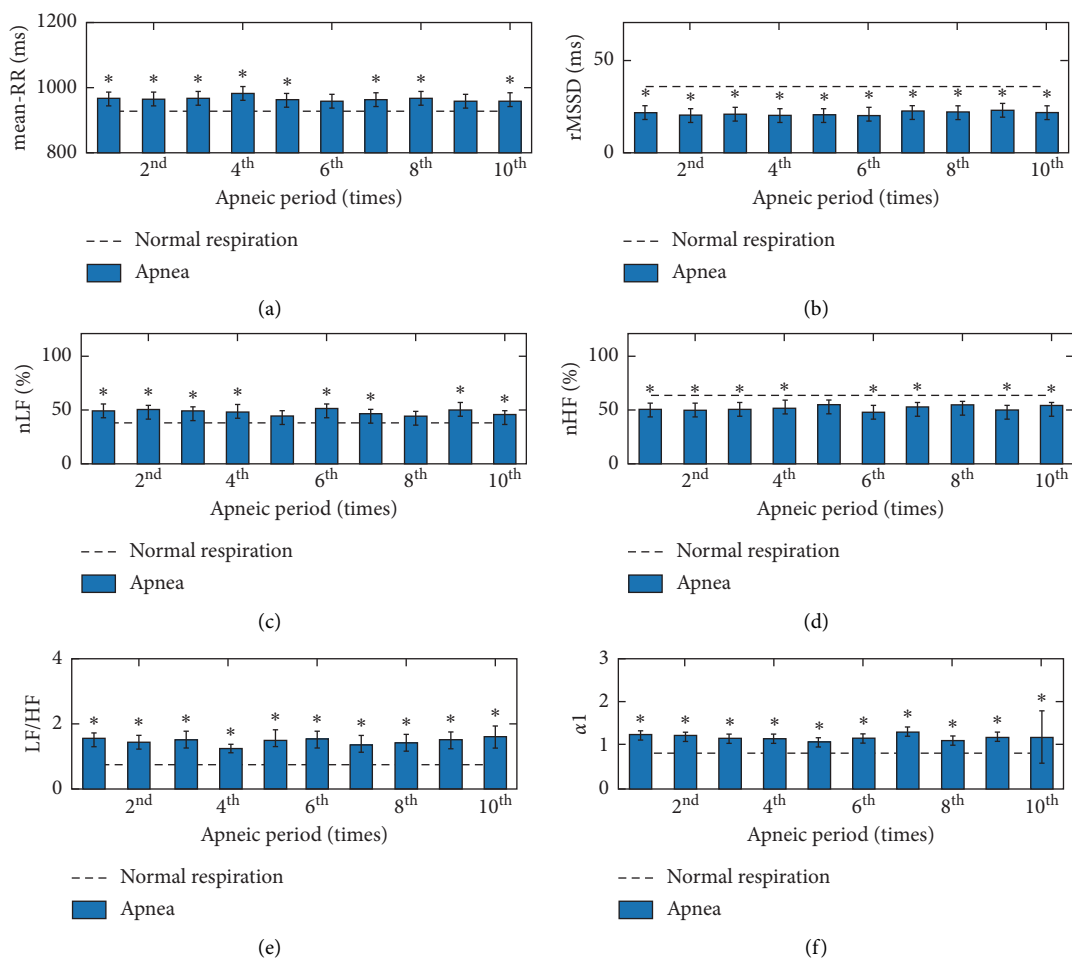 mean-RR (ms)
1200
1000
800
* * * * * * * *
2nd 4th 6th 8th 10th
Apneic period (times)
Normal respiration
Apnea
(a)
rMSSD (ms)
50
0
* * * * * * * * * *
2nd 4th 6th 8th 10th
Apneic period (times)
Normal respiration
Apnea
(b)
nLF (%)
100
50
0
* * * * * * * *
2nd 4th 6th 8th 10th
Apneic period (times)
Normal respiration
Apnea
(c)
nHF (%)
100
50
0
* * * * * * * *
2nd 4th 6th 8th 10th
Apneic period (times)
Normal respiration
Apnea
(d)
LF/HF
4
2
0
* * * * * * * * * *
2nd 4th 6th 8th 10th
Apneic period (times)
Normal respiration
Apnea
(e)
α1
3
2
1
0
* * * * * * * * * *
2nd 4th 6th 8th 10th
Apneic period (times)
Normal respiration
Apnea
(f)